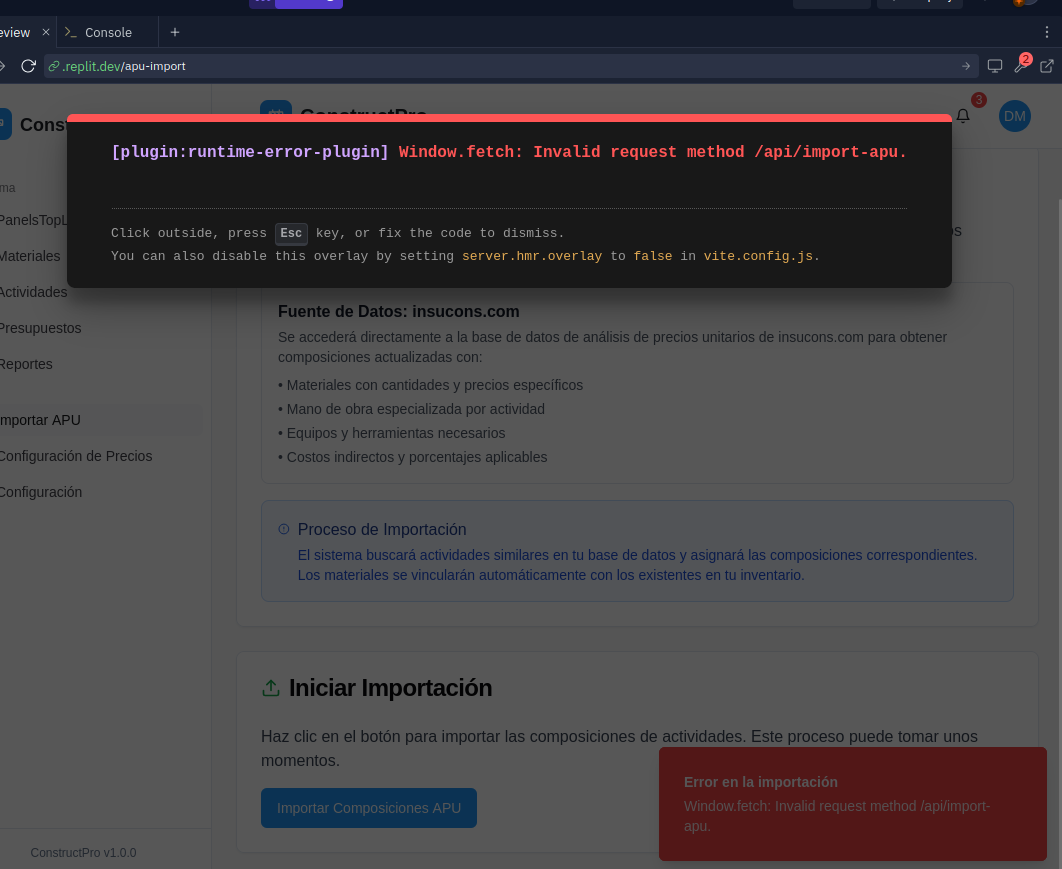 eview
Console
.replit.dev/apu-import
2
ConstructPro
3
DM
[plugin:runtime-error-plugin] Window.fetch: Invalid request method /api/import-apu.
Click outside, press Esc key, or fix the code to dismiss.
You can also disable this overlay by setting server.hmr.overlay to false in vite.config.js.
Const
ma
PanelsTopL
Materiales
Actividades
Presupuestos
Reportes
mportar APU
Configuración de Precios
Configuración
ConstructPro v1.0.0
os
Fuente de Datos: insucons.com
Se accederá directamente a la base de datos de análisis de precios unitarios de insucons.com para obtener
composiciones actualizadas con:
• Materiales con cantidades y precios específicos
• Mano de obra especializada por actividad
• Equipos y herramientas necesarios
• Costos indirectos y porcentajes aplicables
Proceso de Importación
El sistema buscará actividades similares en tu base de datos y asignará las composiciones correspondientes.
Los materiales se vincularán automáticamente con los existentes en tu inventario.
Iniciar Importación
Haz clic en el botón para importar las composiciones de actividades. Este proceso puede tomar unos
momentos.
Importar Composiciones APU
Error en la importación
Window.fetch: Invalid request method /api/import-
apu.